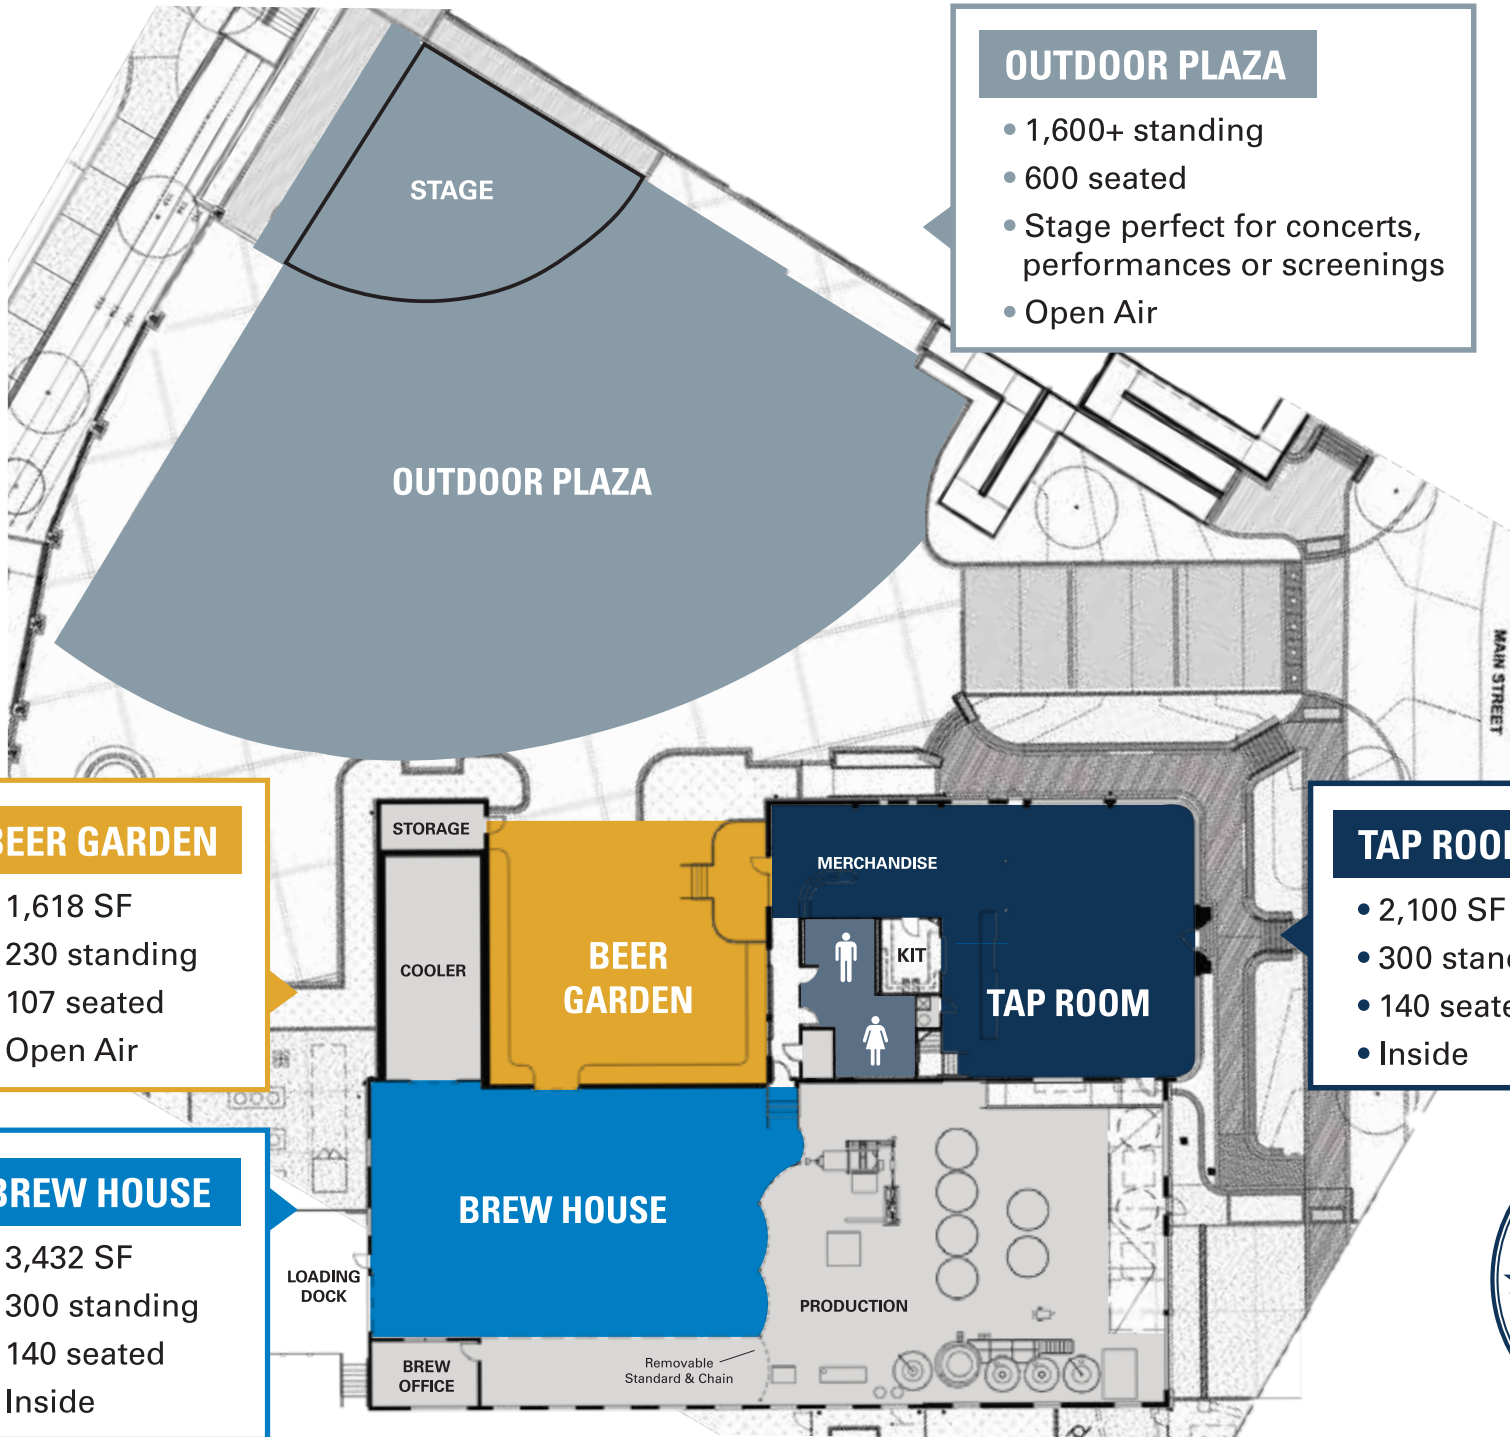 OUTDOOR PLAZA
1,600+ standing
600 seated
Stage perfect for concerts,
performances or screenings
Open Air
STAGE
OUTDOOR PLAZA
MAIN STREET
BEER GARDEN
1,618 SF
230 standing
107 seated
Open Air
STORAGE
COOLER
BEER
GARDEN
MERCHANDISE
KIT
TAP ROOM
TAP ROO
• 2,100 SF
• 300 stan
• 140 seate
• Inside
BREW HOUSE
3,432 SF
300 standing
140 seated
Inside
BREW HOUSE
LOADING
DOCK
PRODUCTION
BREW
OFFICE
Removable
Standard & Chain